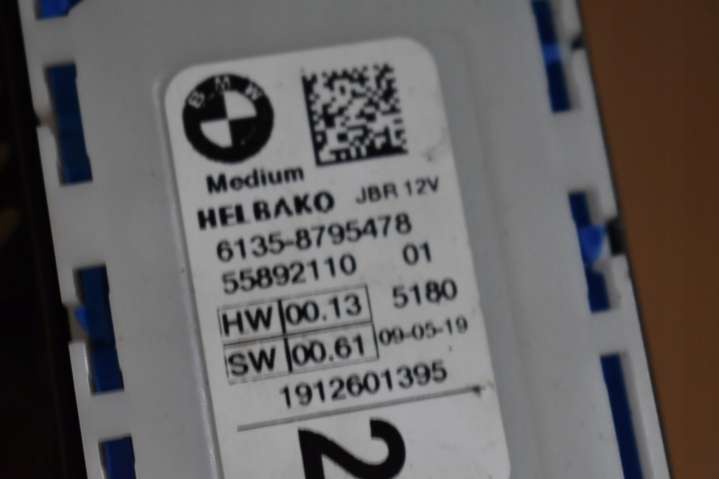 BMW
Medium
HELBAKO JBR 12V
6135-8795478
55892110 01
HW 00.13 5180
SW 00.61 09-05-19
1912601395
2